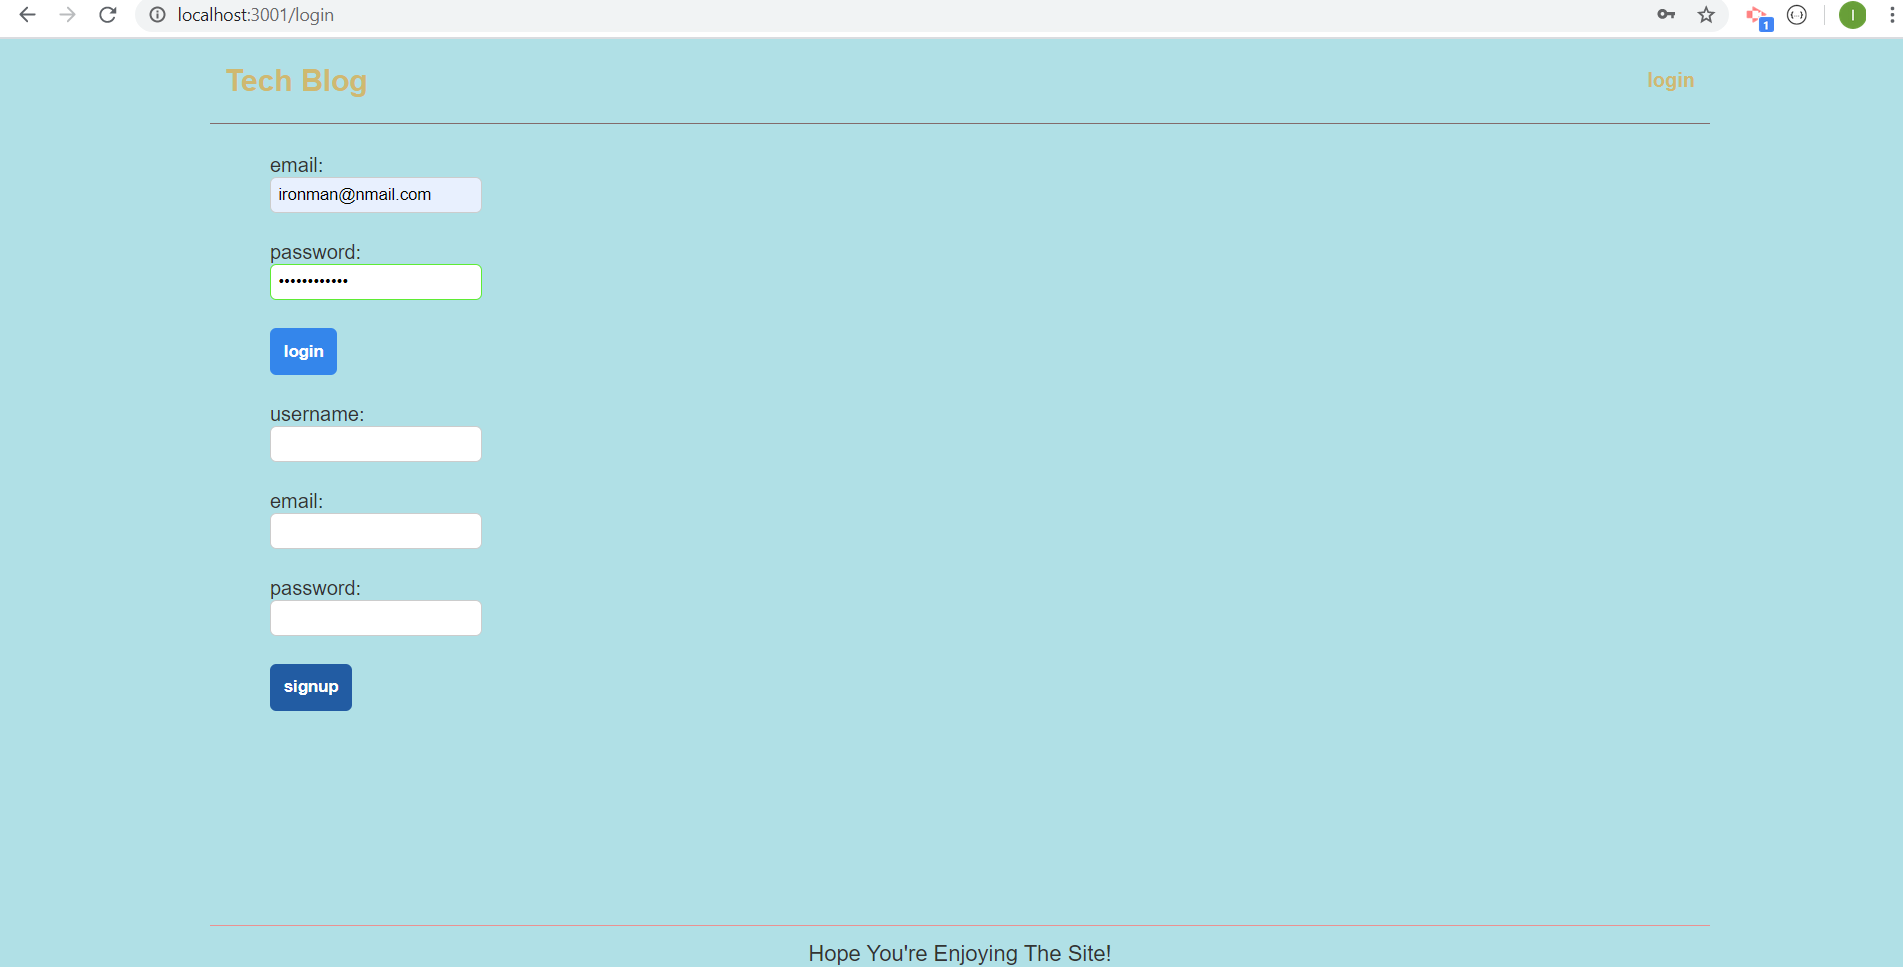 localhost:3001/login
1
I
Tech Blog
login
email:
ironman@nmail.com
password:
••••••••••••
login
username:
email:
password:
signup
Hope You're Enjoying The Site!